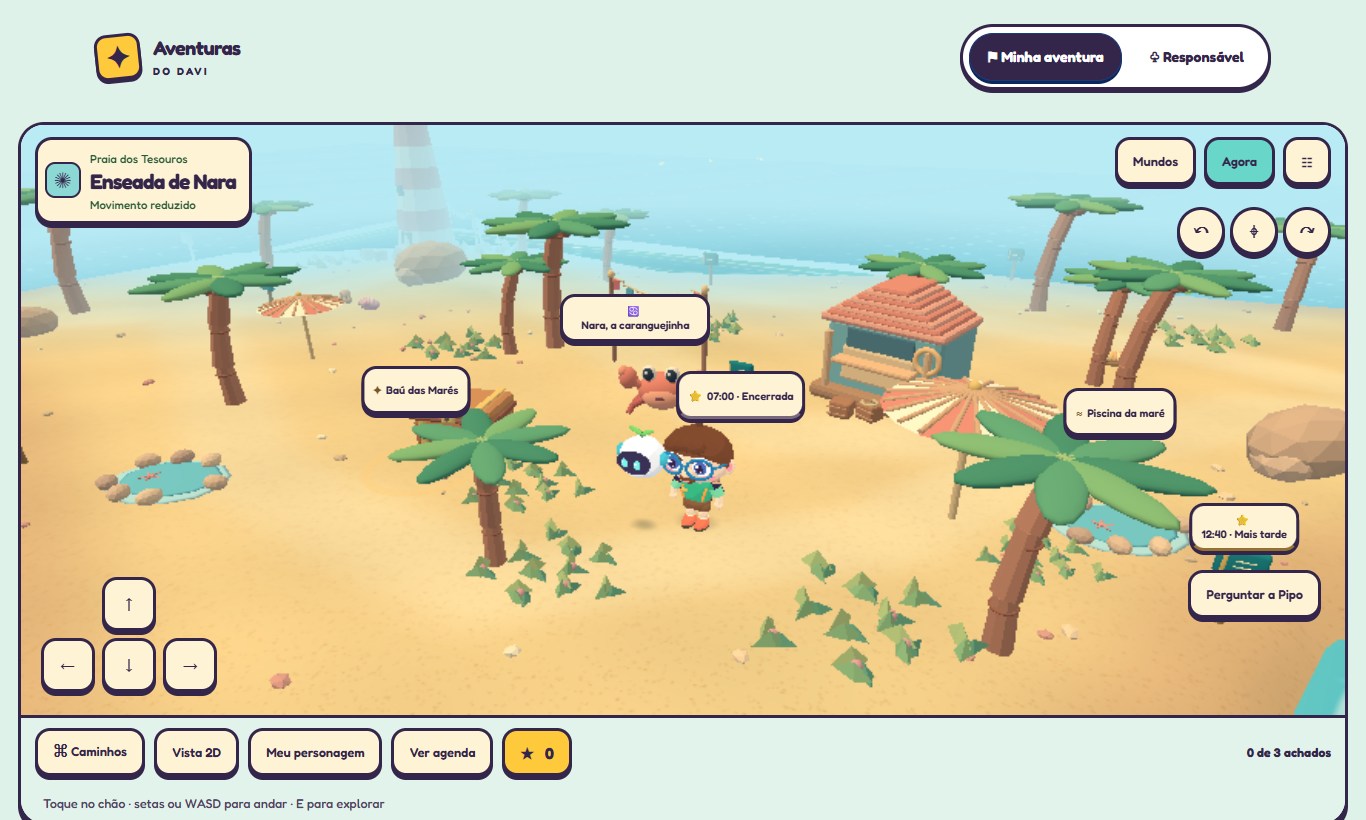 Aventuras
DO DAVI
Minha aventura
Responsável
Praia dos Tesouros
Enseada de Nara
Movimento reduzido
Mundos
Agora
Nara, a caranguejinha
Baú das Marés
07:00 · Encerrada
≈ Piscina da maré
12:40 · Mais tarde
Perguntar a Pipo
↑
← ↓ →
⌘ Caminhos
Vista 2D
Meu personagem
Ver agenda
★ 0
0 de 3 achados
Toque no chão · setas ou WASD para andar · E para explorar